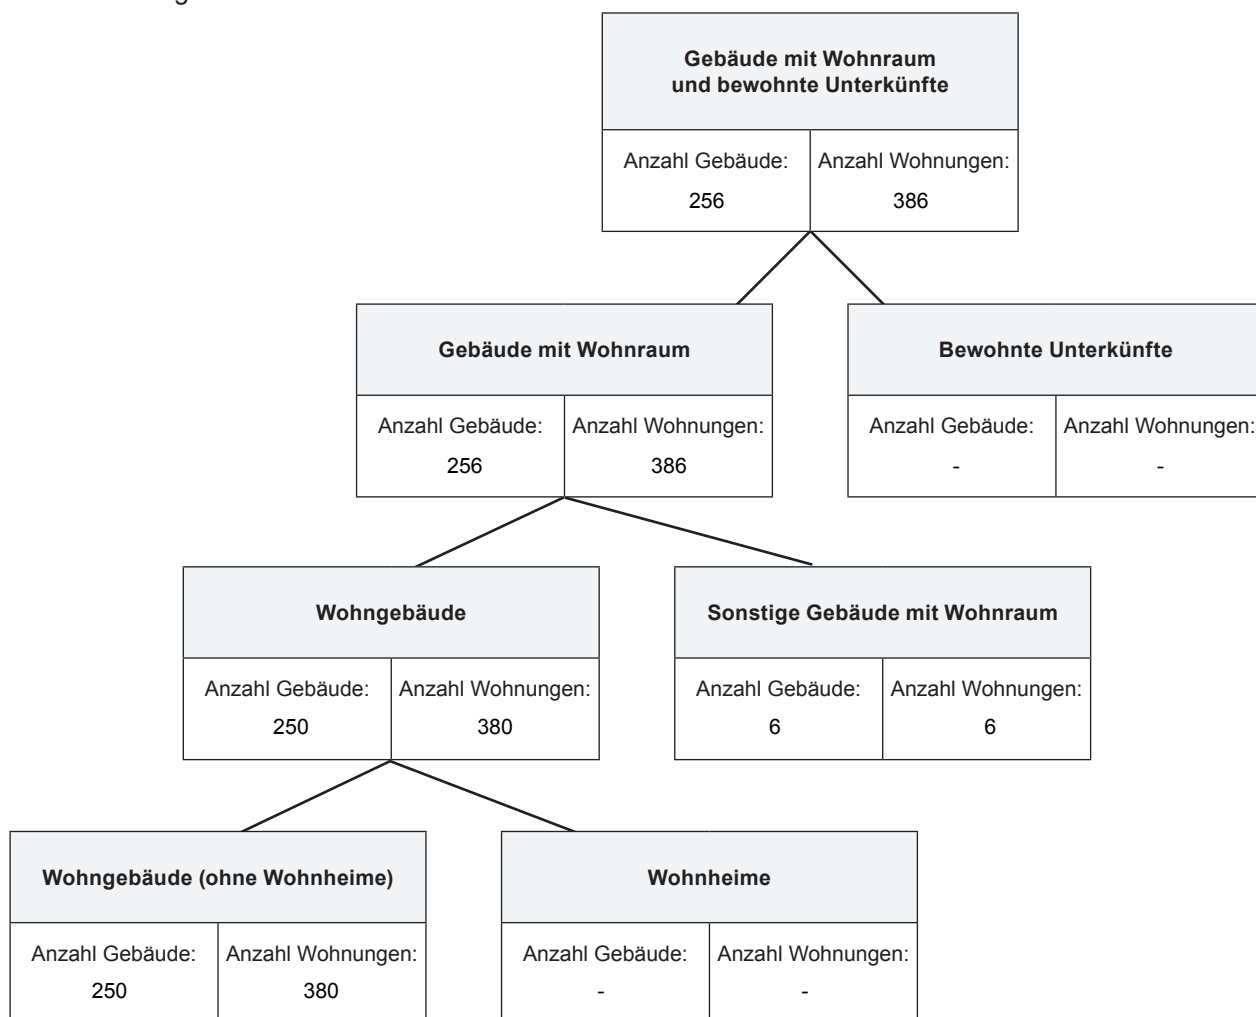 Gebäude mit Wohnraum
und bewohnte Unterkünfte
Anzahl Gebäude: Anzahl Wohnungen:
256 386
Gebäude mit Wohnraum
Anzahl Gebäude: Anzahl Wohnungen:
256 386
Bewohnte Unterkünfte
Anzahl Gebäude: Anzahl Wohnungen:
- -
Wohngebäude
Anzahl Gebäude: Anzahl Wohnungen:
250 380
Sonstige Gebäude mit Wohnraum
Anzahl Gebäude: Anzahl Wohnungen:
6 6
Wohngebäude (ohne Wohnheime)
Anzahl Gebäude: Anzahl Wohnungen:
250 380
Wohnheime
Anzahl Gebäude: Anzahl Wohnungen:
- -